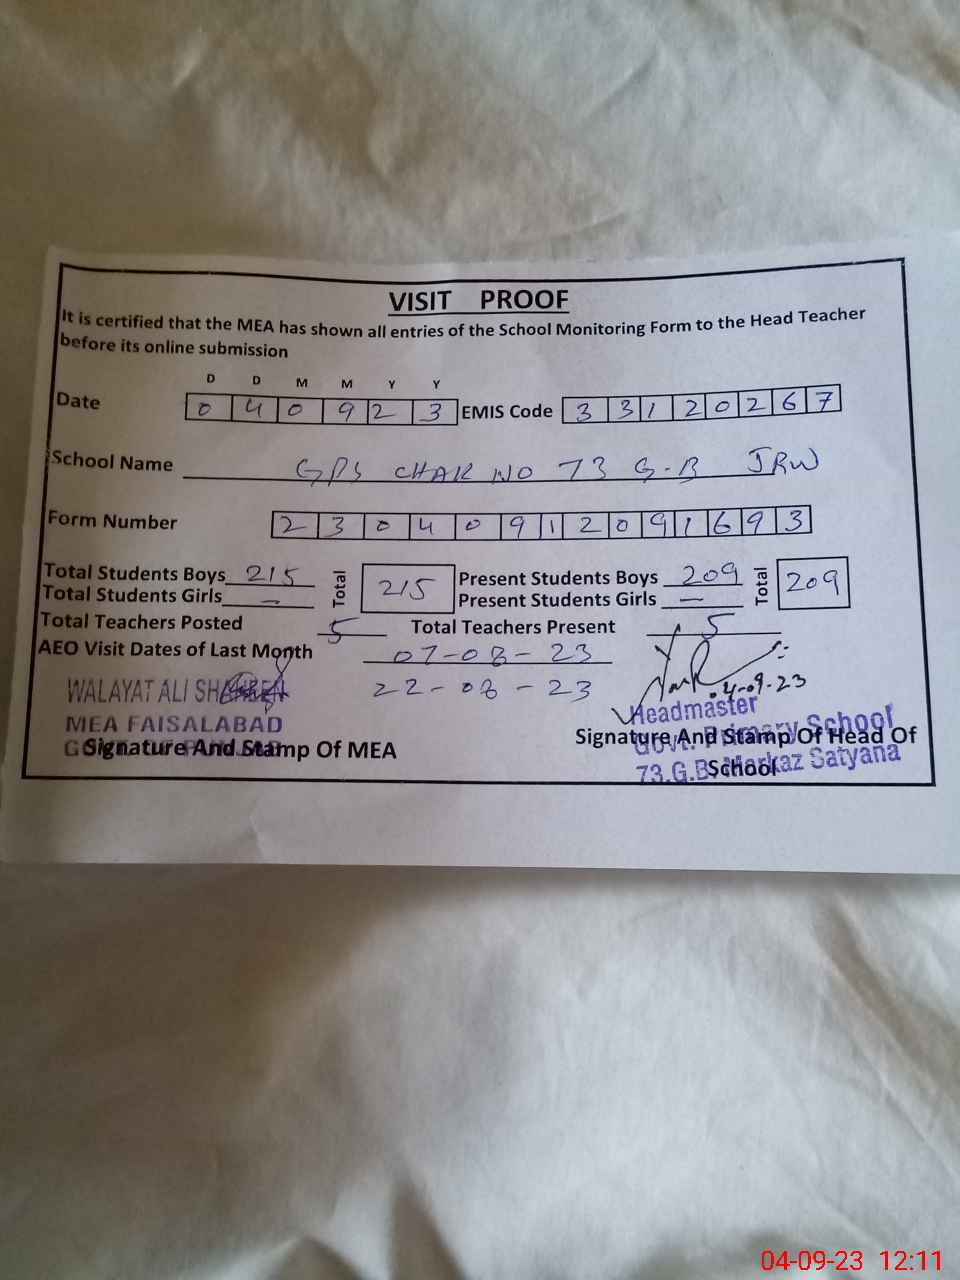 VISIT PROOF
It is certified that the MEA has shown all entries of the School Monitoring Form to the Head Teacher
before its online submission
D D M M Y Y
Date 0 4 0 9 2 3 EMIS Code 3 3 1 2 0 2 6 7
School Name GPS CHAK NO 73 G.B JRW
Form Number 2 3 0 4 0 9 1 2 0 9 1 6 9 3
Total Students Boys 215 Total 215 Present Students Boys 209 Total 209
Total Students Girls — Present Students Girls —
Total Teachers Posted 5 Total Teachers Present 5
AEO Visit Dates of Last Month 07-08-23
22-08-23
04-09-23
WALAYAT ALI
MEA FAISALABAD
Signature And Stamp Of MEA
Headmaster
Govt. Primary School
Signature And Stamp Of Head Of
School
73.G.B Markaz Satyana
04-09-23 12:11